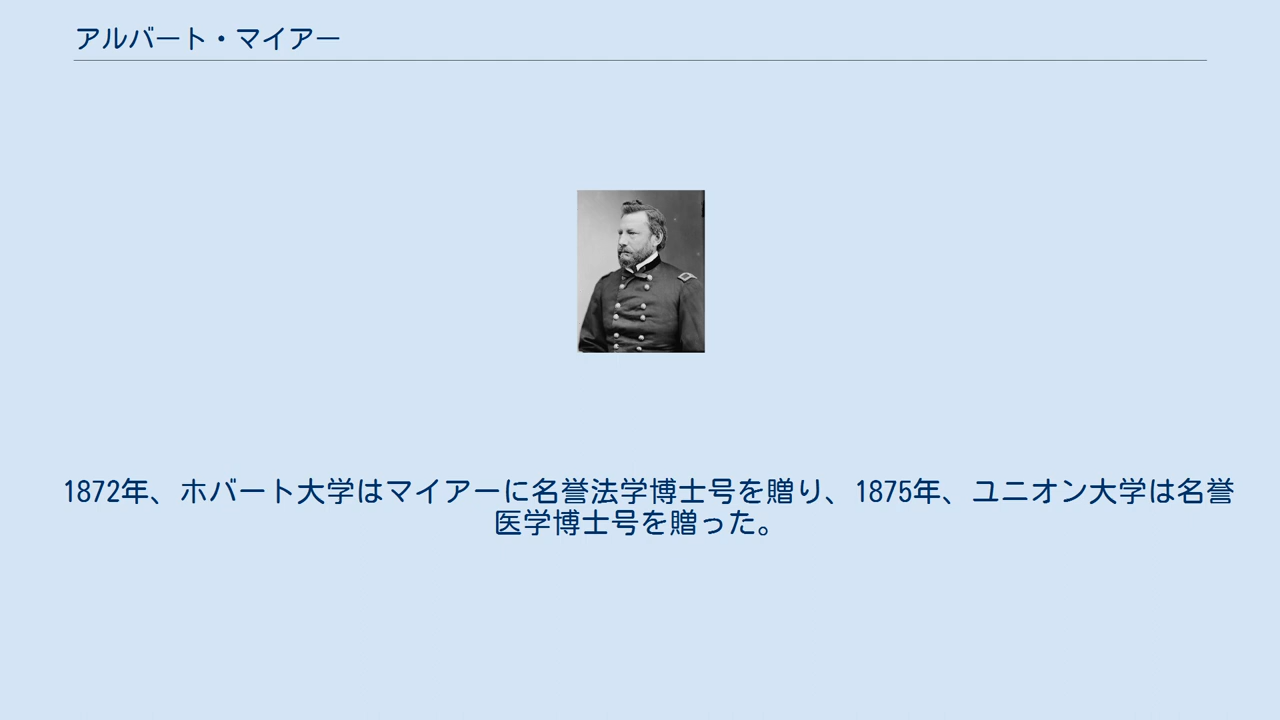 アルバート・マイアー
1872年、ホバート大学はマイアーに名誉法学博士号を贈り、1875年、ユニオン大学は名誉
医学博士号を贈った。